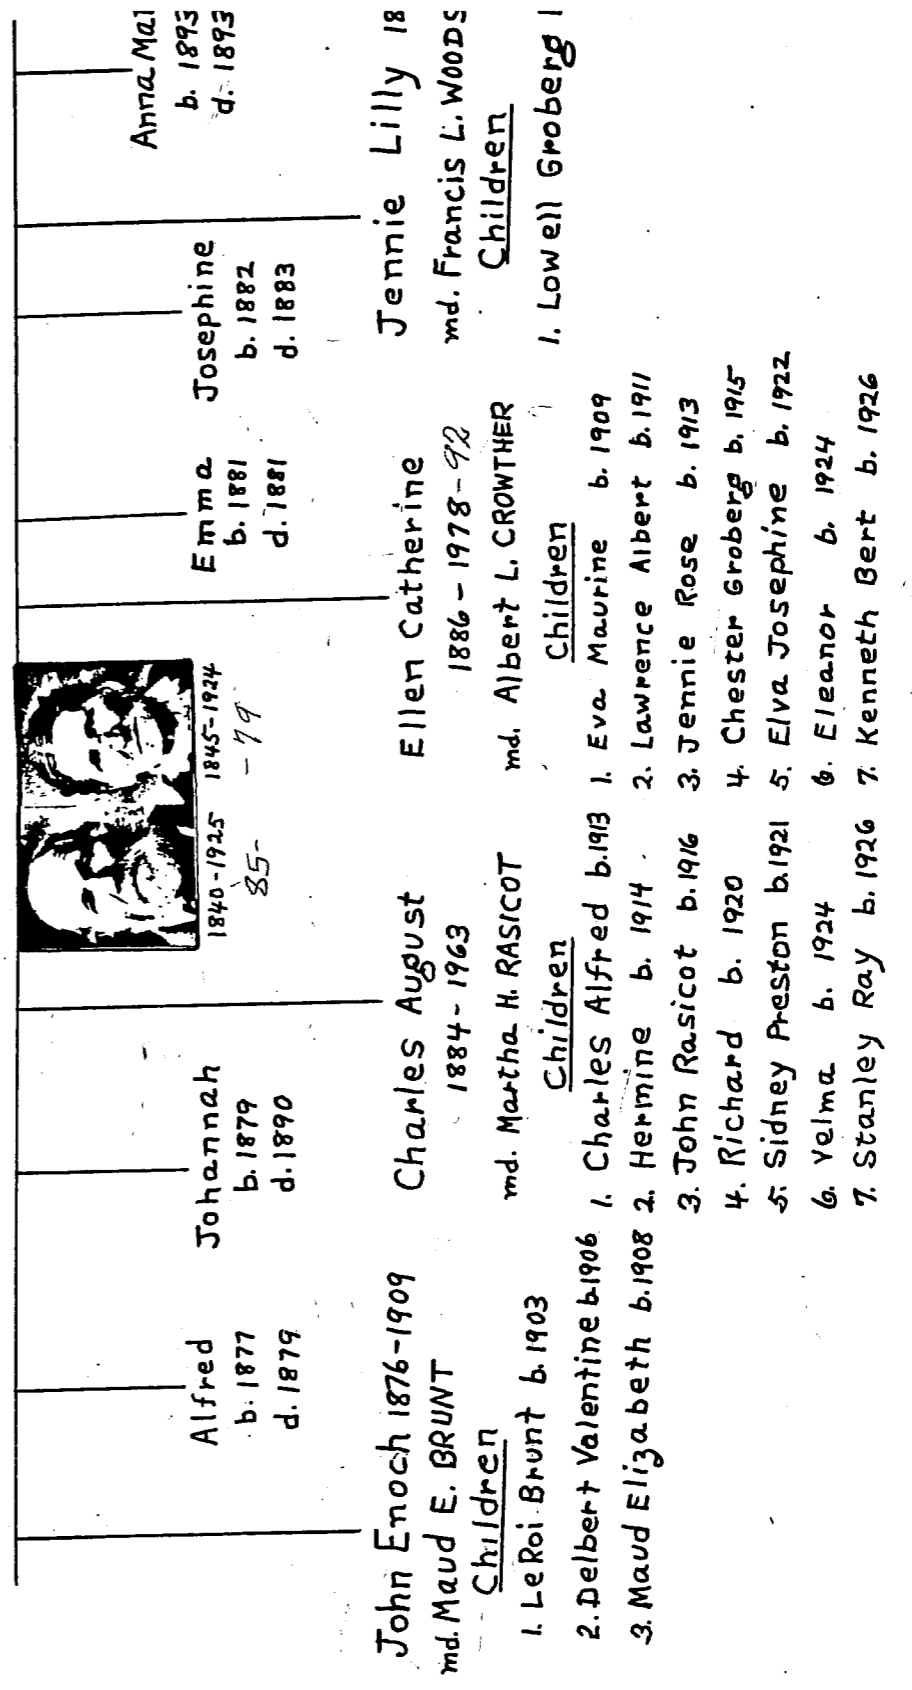 1840-1925 1845-1924
85- -79
John Enoch 1876-1909
md. Maud E. BRUNT
Children
1. LeRoi Brunt b. 1903
2. Delbert Valentine b.1906
3. Maud Elizabeth b.1908
Alfred
b. 1877
d. 1879
Johannah
b. 1879
d. 1890
Charles August
1884-1963
md. Martha H. RASICOT
Children
1. Charles Alfred b.1913
2. Hermine b. 1914
3. John Rasicot b.1916
4. Richard b. 1920
5. Sidney Preston b.1921
6. Velma b. 1924
7. Stanley Ray b. 1926
Ellen Catherine
1886-1978-92
md. Albert L. CROWTHER
Children
1. Eva Maurine b. 1909
2. Lawrence Albert b.1911
3. Jennie Rose b. 1913
4. Chester Groberg b. 1915
5. Elva Josephine b. 1922
6. Eleanor b. 1924
7. Kenneth Bert b. 1926
Emma
b. 1881
d. 1881
Josephine
b. 1882
d. 1883
Jennie Lilly 18
md. Francis L. WOODS
Children
1. Lowell Groberg
Anna Mal
b. 1893
d. 1893